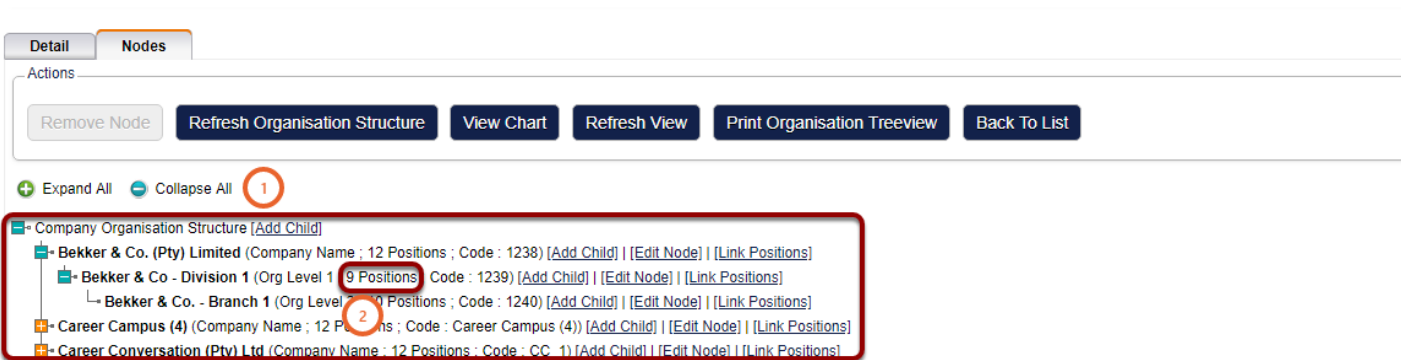 Detail Nodes
Actions
Remove Node Refresh Organisation Structure View Chart Refresh View Print Organisation Treeview Back To List
Expand All Collapse All 1
Company Organisation Structure [Add Child]
Bekker & Co. (Pty) Limited (Company Name ; 12 Positions ; Code : 1238) [Add Child] | [Edit Node] | [Link Positions]
Bekker & Co - Division 1 (Org Level 1 9 Positions Code : 1239) [Add Child] | [Edit Node] | [Link Positions]
Bekker & Co. - Branch 1 (Org Level Positions ; Code : 1240) [Add Child] | [Edit Node] | [Link Positions]
2
Career Campus (4) (Company Name ; 12 ; Code : Career Campus (4)) [Add Child] | [Edit Node] | [Link Positions]
Career Conversation (Pty) Ltd (Company Name ; 12 Positions ; Code : CC_1) [Add Child] | [Edit Node] | [Link Positions]